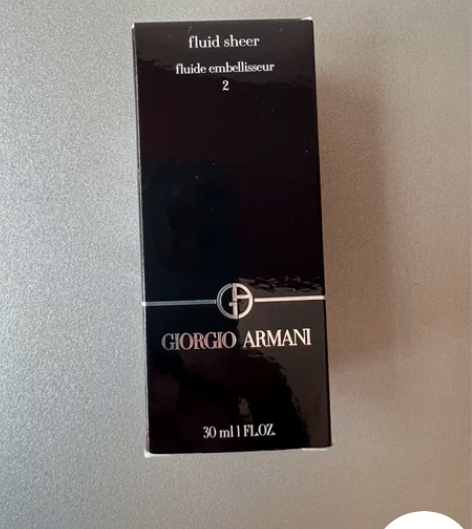 fluid sheer
fluide embellisseur
2
GIORGIO ARMANI
30 ml 1 FL.OZ.